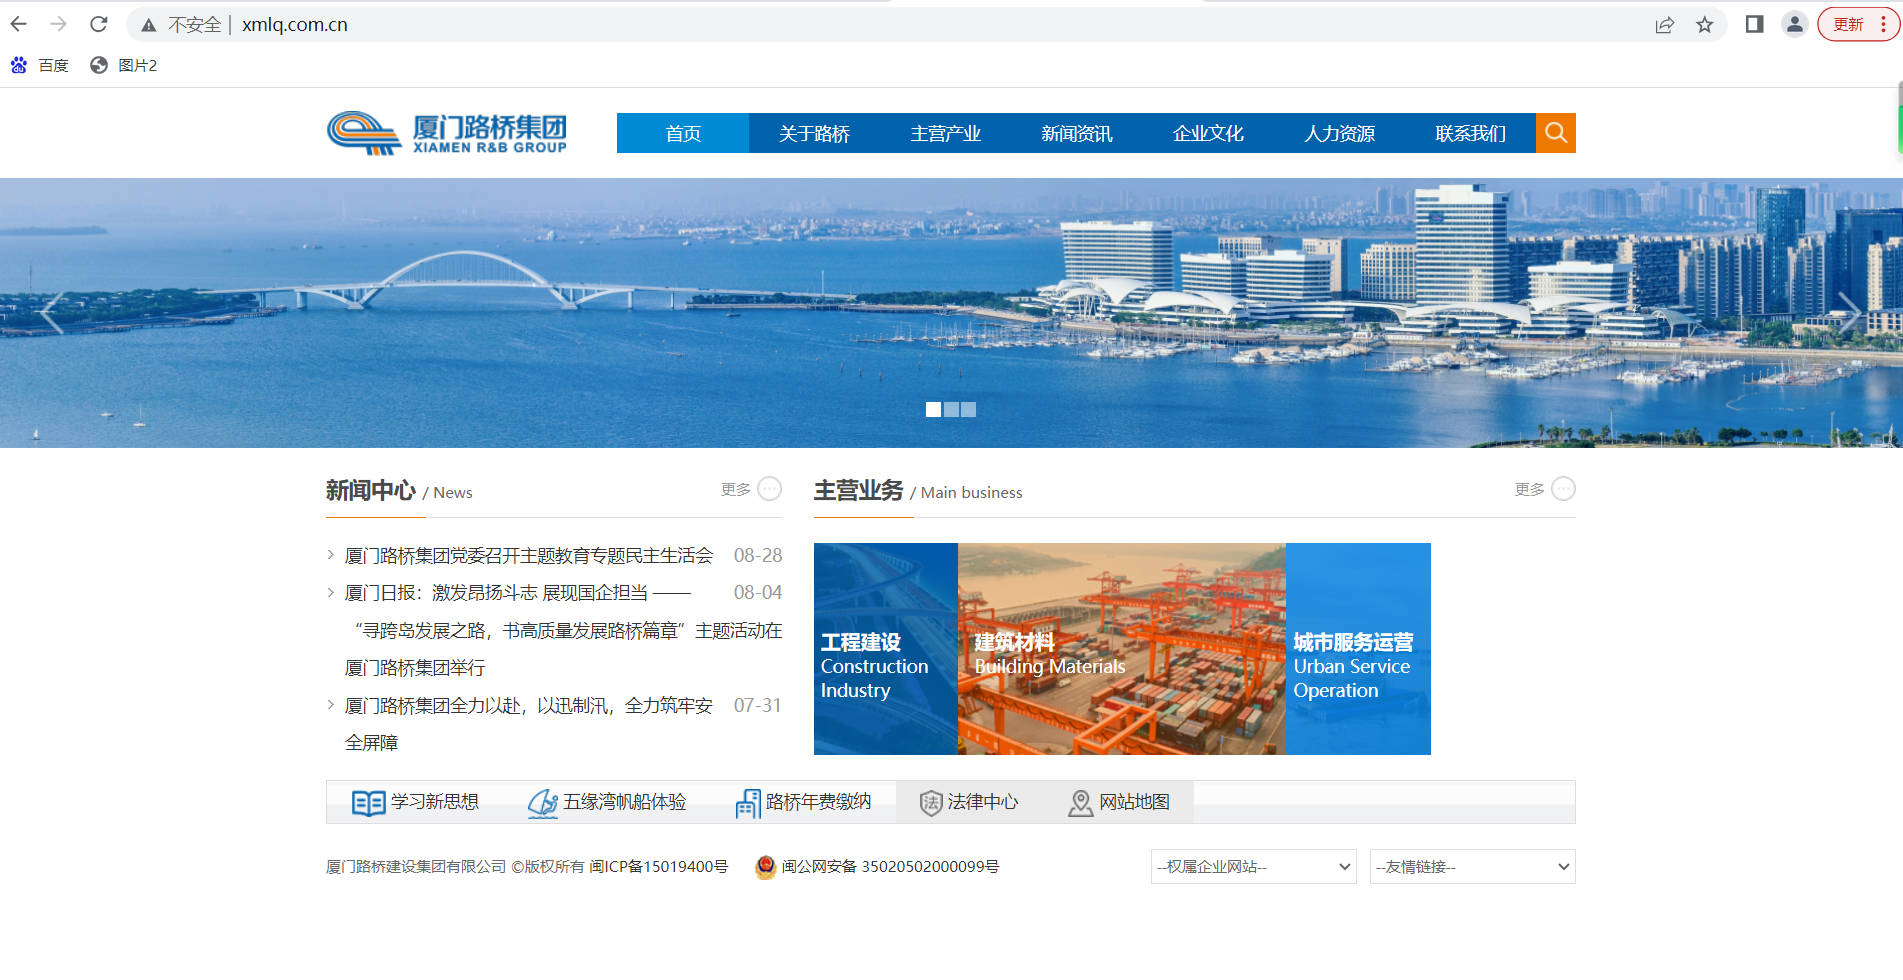 不安全 | xmlq.com.cn
更新
百度 图片2
厦门路桥集团
XIAMEN R&B GROUP
首页 关于路桥 主营产业 新闻资讯 企业文化 人力资源 联系我们
新闻中心 / News 更多
厦门路桥集团党委召开主题教育专题民主生活会 08-28
厦门日报：激发昂扬斗志 展现国企担当 —— 08-04
“寻跨岛发展之路，书高质量发展路桥篇章”主题活动在
厦门路桥集团举行
厦门路桥集团全力以赴，以迅制汛，全力筑牢安 07-31
全屏障
主营业务 / Main business 更多
工程建设
Construction
Industry
建筑材料
Building Materials
城市服务运营
Urban Service
Operation
学习新思想 五缘湾帆船体验 路桥年费缴纳 法 法律中心 网站地图
厦门路桥建设集团有限公司 ©版权所有 闽ICP备15019400号 闽公网安备 35020502000099号 --权属企业网站-- --友情链接--